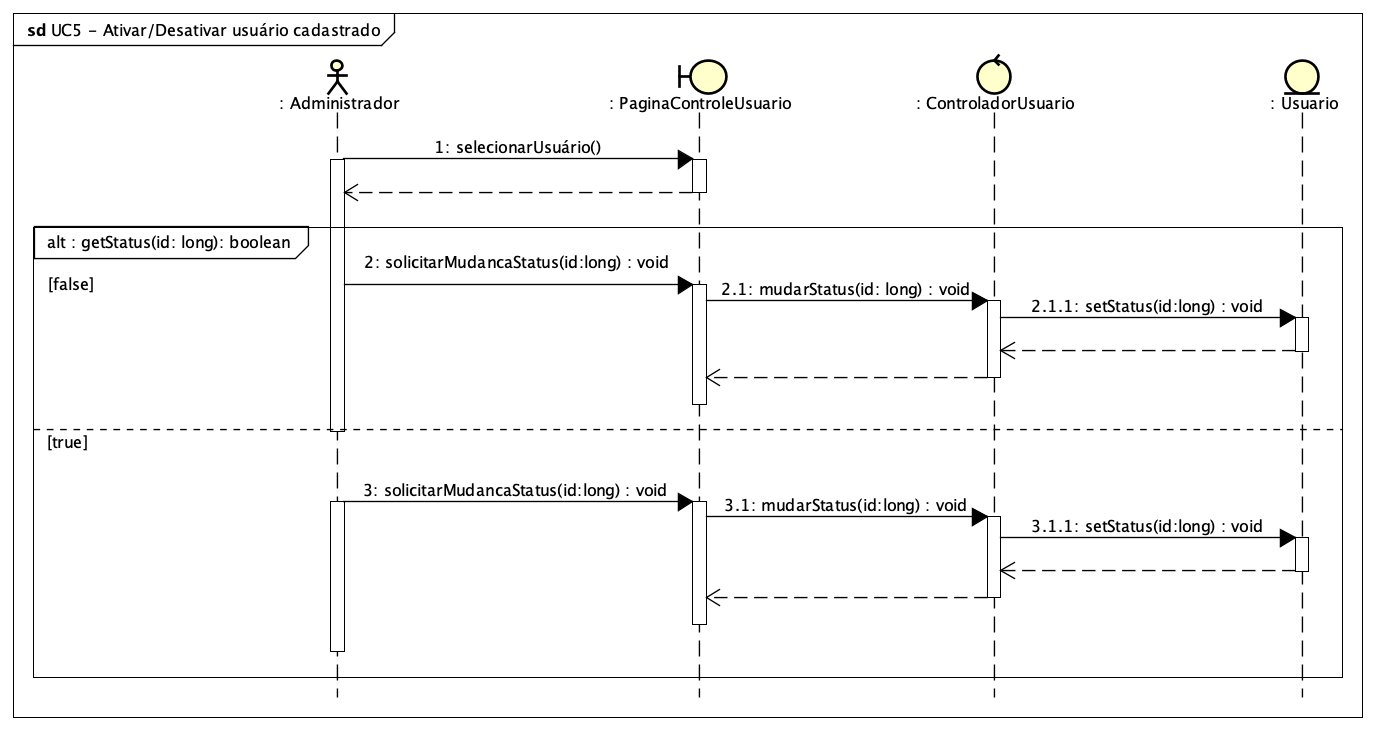 sd UC5 - Ativar/Desativar usuário cadastrado
: Administrador
: PaginaControleUsuario
: ControladorUsuario
: Usuario
1: selecionarUsuário()
alt : getStatus(id: long): boolean
2: solicitarMudancaStatus(id:long) : void
[false]
2.1: mudarStatus(id: long) : void
2.1.1: setStatus(id:long) : void
[true]
3: solicitarMudancaStatus(id:long) : void
3.1: mudarStatus(id:long) : void
3.1.1: setStatus(id:long) : void